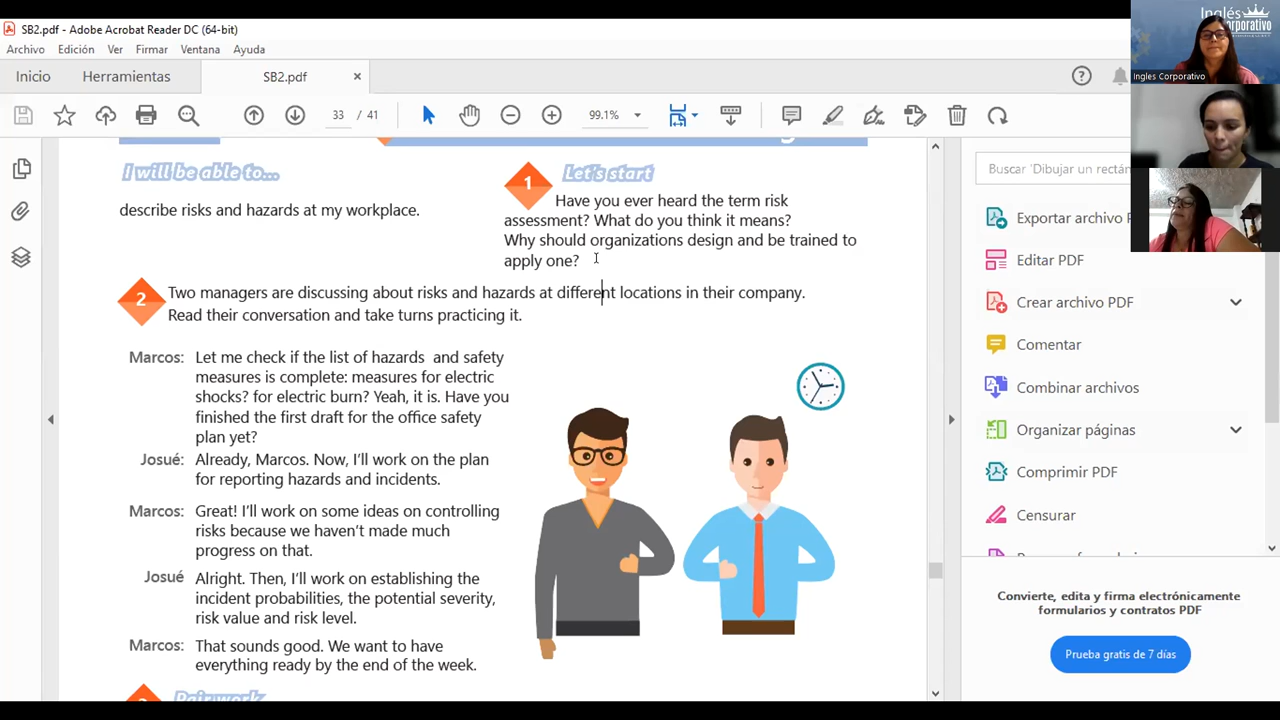 SB2.pdf - Adobe Acrobat Reader DC (64-bit)
Archivo Edición Ver Firmar Ventana Ayuda
Inicio Herramientas SB2.pdf ×
33 / 41 99.1%
I will be able to...
describe risks and hazards at my workplace.
1 Let's start
Have you ever heard the term risk
assessment? What do you think it means?
Why should organizations design and be trained to
apply one?
2 Two managers are discussing about risks and hazards at different locations in their company.
Read their conversation and take turns practicing it.
Marcos: Let me check if the list of hazards and safety
measures is complete: measures for electric
shocks? for electric burn? Yeah, it is. Have you
finished the first draft for the office safety
plan yet?
Josué: Already, Marcos. Now, I'll work on the plan
for reporting hazards and incidents.
Marcos: Great! I'll work on some ideas on controlling
risks because we haven't made much
progress on that.
Josué Alright. Then, I'll work on establishing the
incident probabilities, the potential severity,
risk value and risk level.
Marcos: That sounds good. We want to have
everything ready by the end of the week.
Pair work
Buscar 'Dibujar un rectán
Exportar archivo P
Editar PDF
Crear archivo PDF
Comentar
Combinar archivos
Organizar páginas
Comprimir PDF
Censurar
Convierte, edita y firma electrónicamente
formularios y contratos PDF
Prueba gratis de 7 días
Inglés
Corporativo
Ingles Corporativo